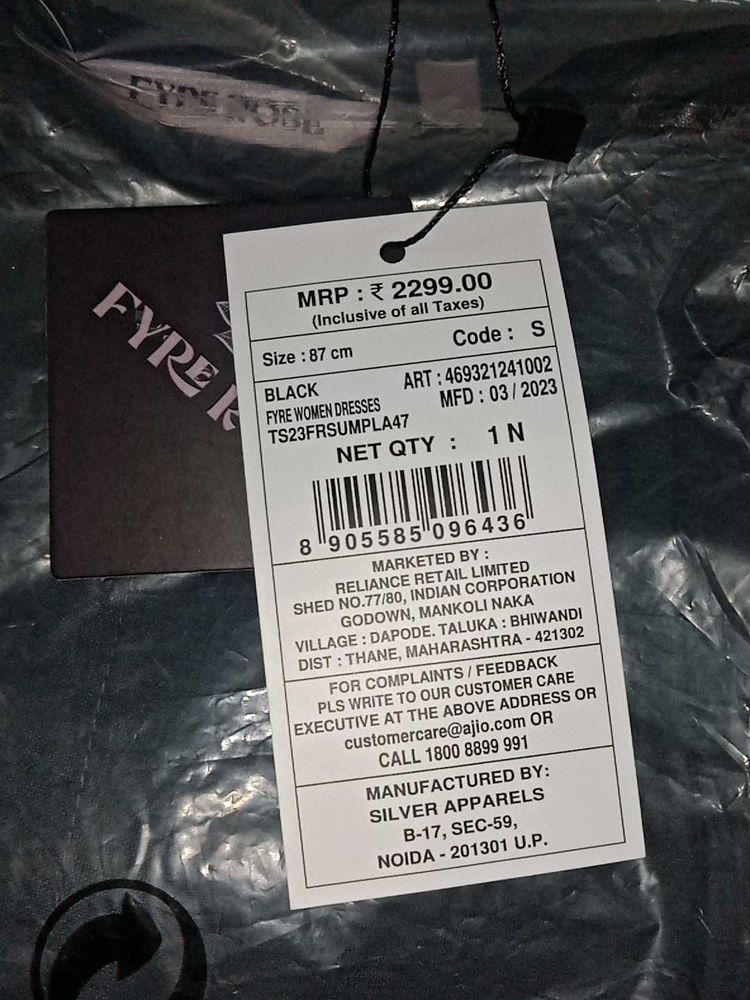 FYRE ROSE
FYRE R
MRP : ₹ 2299.00
(Inclusive of all Taxes)
Size : 87 cm
Code : S
BLACK
ART : 469321241002
FYRE WOMEN DRESSES
MFD : 03 / 2023
TS23FRSUMPLA47
NET QTY : 1 N
8 905585 096436
MARKETED BY :
RELIANCE RETAIL LIMITED
SHED NO.77/80, INDIAN CORPORATION
GODOWN, MANKOLI NAKA
VILLAGE : DAPODE. TALUKA : BHIWANDI
DIST : THANE, MAHARASHTRA - 421302
FOR COMPLAINTS / FEEDBACK
PLS WRITE TO OUR CUSTOMER CARE
EXECUTIVE AT THE ABOVE ADDRESS OR
customercare@ajio.com OR
CALL 1800 8899 991
MANUFACTURED BY:
SILVER APPARELS
B-17, SEC-59,
NOIDA - 201301 U.P.